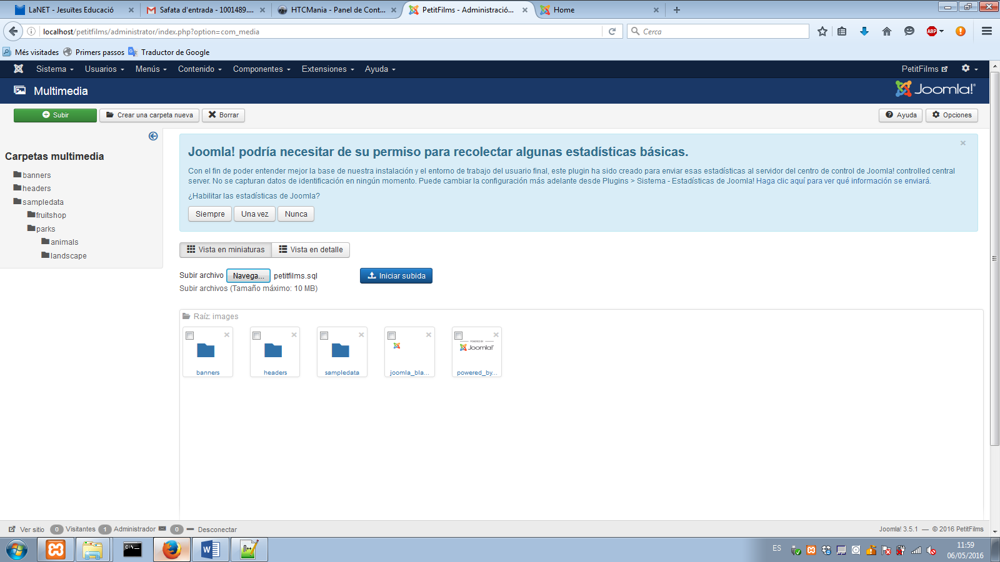 LaNET - Jesuïtes Educació
Safata d'entrada - 1001489....
HTCMania - Panel de Cont...
PetitFilms - Administració...
Home
localhost/petitfilms/administrator/index.php?option=com_media
Cerca
ABP
Més visitades
Primers passos
Traductor de Google
Sistema
Usuarios
Menús
Contenido
Componentes
Extensiones
Ayuda
PetitFilms
Multimedia
Joomla!
Subir
Crear una carpeta nueva
Borrar
Ayuda
Opciones
Carpetas multimedia
banners
headers
sampledata
fruitshop
parks
animals
landscape
Joomla! podría necesitar de su permiso para recolectar algunas estadísticas básicas.
Con el fin de poder entender mejor la base de nuestra instalación y el entorno de trabajo del usuario final, este plugin ha sido creado para enviar esas estadísticas al servidor del centro de control de Joomla! controlled central
server. No se capturan datos de identificación en ningún momento. Puede cambiar la configuración más adelante desde Plugins > Sistema - Estadísticas de Joomla! Haga clic aquí para ver qué información se enviará.
¿Habilitar las estadísticas de Joomla?
Siempre
Una vez
Nunca
Vista en miniaturas
Vista en detalle
Subir archivo
Navega...
petitfilms.sql
Iniciar subida
Subir archivos (Tamaño máximo: 10 MB)
Raíz: images
banners
headers
sampledata
joomla_bla...
POWERED BY
Joomla!
powered_by...
Ver sitio
0
Visitantes
1
Administrador
0
Desconectar
Joomla! 3.5.1 — © 2016 PetitFilms
ES
11:59
06/05/2016